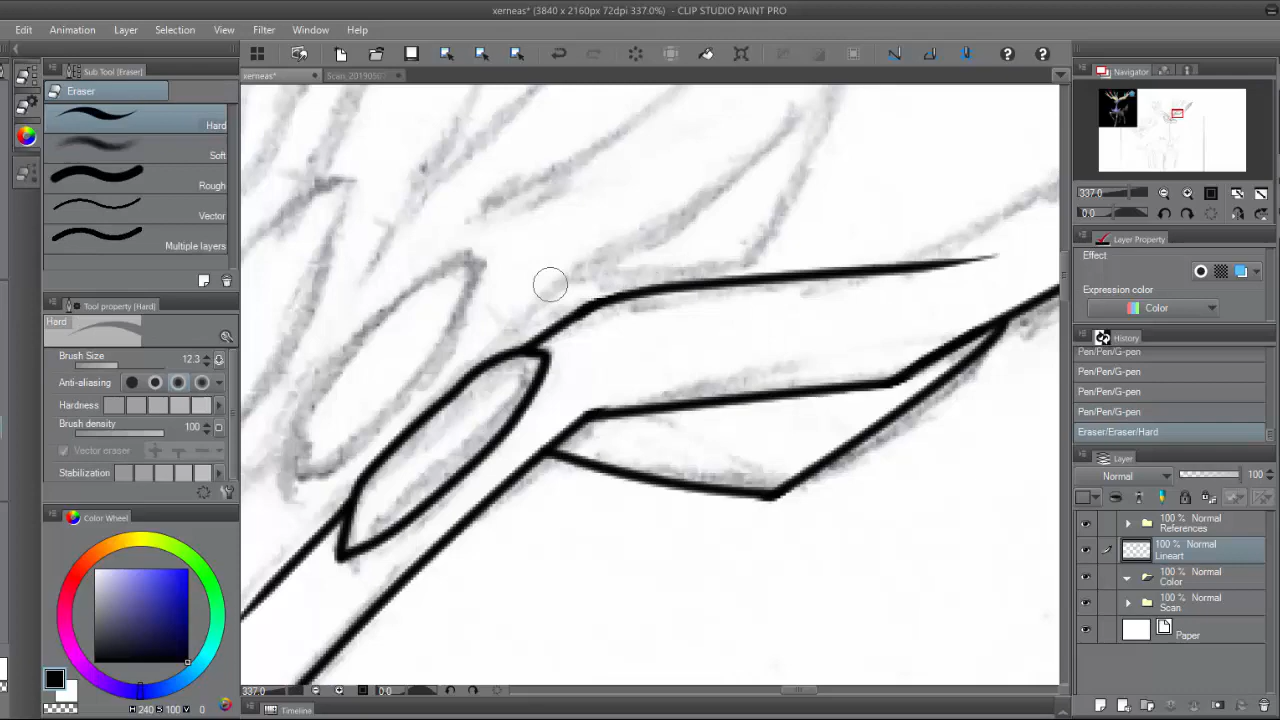 xerneas* (3840 x 2160px 72dpi 337.0%) - CLIP STUDIO PAINT PRO
Edit Animation Layer Selection View Filter Window Help
xerneas*
Sub Tool [Eraser]
Eraser
Hard
Soft
Rough
Vector
Multiple layers
Tool property [Hard]
Hard
Brush Size 12.3
Anti-aliasing
Hardness
Brush density 100
Vector eraser
Stabilization
Color Wheel
H 240 S 100 V 0
337.0 0.0
Timeline
Navigator
337.0
0.0
Layer Property
Effect
Expression color
Color
History
Pen/Pen/G-pen
Pen/Pen/G-pen
Pen/Pen/G-pen
Pen/Pen/G-pen
Eraser/Eraser/Hard
Layer
Normal 100
100 % Normal
References
100 % Normal
Lineart
100 % Normal
Color
100 % Normal
Scan
Paper